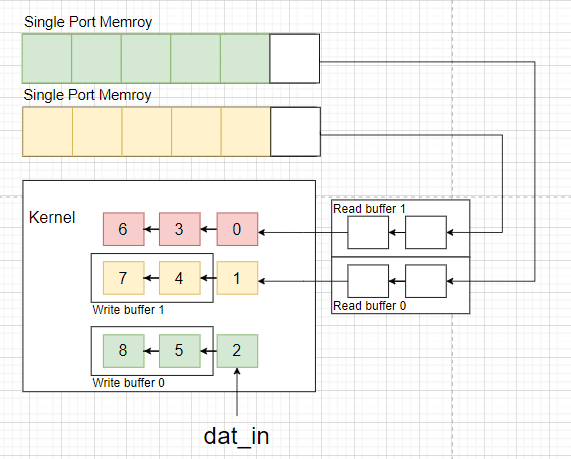 Single Port Memroy
Single Port Memroy
Kernel
6 3 0
Read buffer 1
7 4 1
Write buffer 1
Read buffer 0
8 5 2
Write buffer 0
dat_in